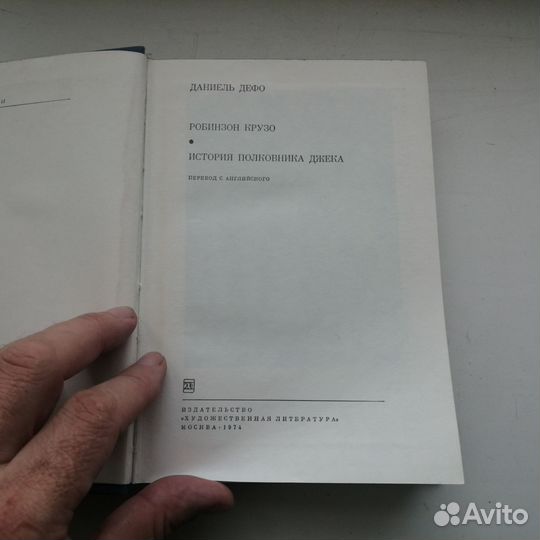 И
ДАНИЕЛЬ ДЕФО
РОБИНЗОН КРУЗО
•
ИСТОРИЯ ПОЛКОВНИКА ДЖЕКА
ПЕРЕВОД С АНГЛИЙСКОГО
ИЗДАТЕЛЬСТВО
«ХУДОЖЕСТВЕННАЯ ЛИТЕРАТУРА»
МОСКВА · 1974
Avito